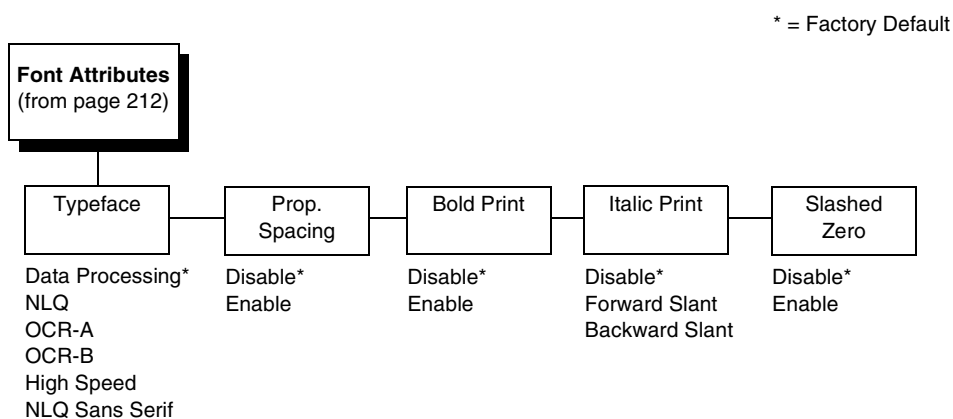 * = Factory Default
Font Attributes
(from page 212)
Typeface
Prop.
Spacing
Bold Print
Italic Print
Slashed
Zero
Data Processing*
NLQ
OCR-A
OCR-B
High Speed
NLQ Sans Serif
Disable*
Enable
Disable*
Enable
Disable*
Forward Slant
Backward Slant
Disable*
Enable